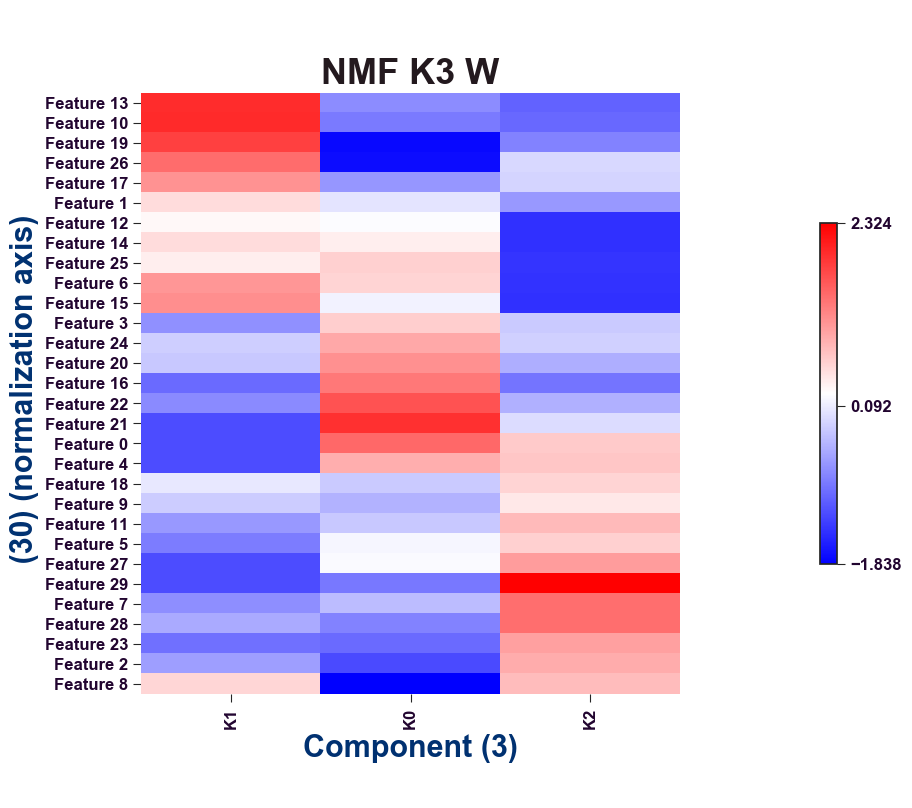 NMF K3 W
Feature 13
Feature 10
Feature 19
Feature 26
Feature 17
Feature 1
Feature 12
Feature 14
Feature 25
Feature 6
Feature 15
Feature 3
Feature 24
Feature 20
Feature 16
Feature 22
Feature 21
Feature 0
Feature 4
Feature 18
Feature 9
Feature 11
Feature 5
Feature 27
Feature 29
Feature 7
Feature 28
Feature 23
Feature 2
Feature 8
(30) (normalization axis)
K1
K0
K2
Component (3)
2.324
0.092
−1.838